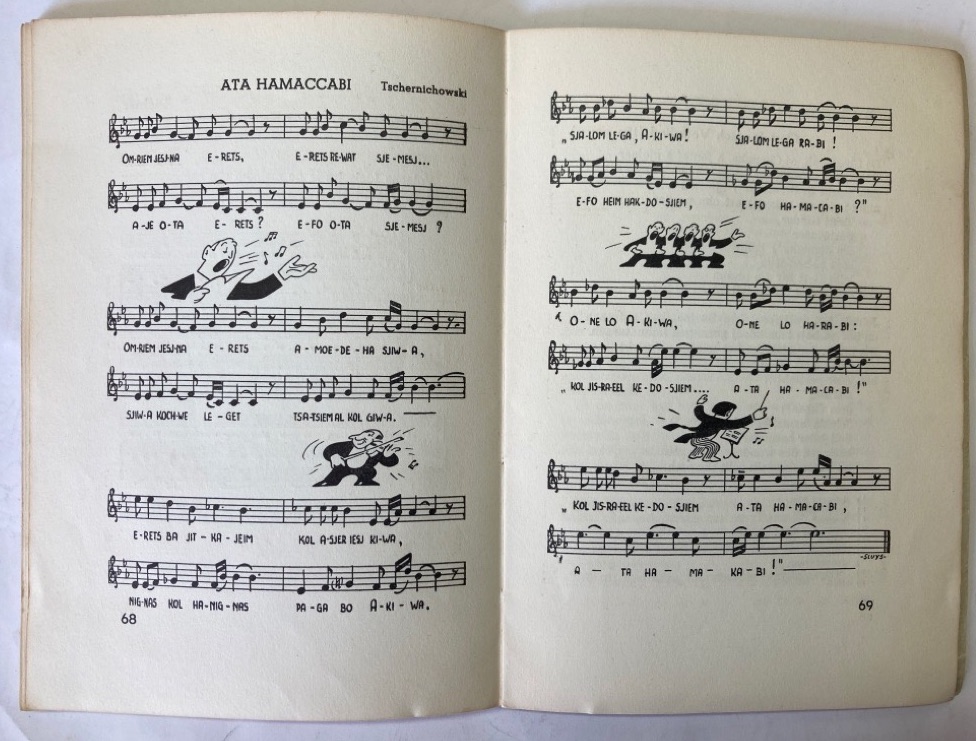 ATA HAMACCABI Tschernichowski
OM-RIEM JESJ-NA E-RETS, E-RETS RE-WAT SJE-MESJ...
A-JE O-TA E-RETS? E-FO O-TA SJE-MESJ?
OM-RIEM JESJ-NA E-RETS A-MOE-DE-HA SJIW-A,
SJIW-A KOCH-WE LE-GET TSA-TSIEM AL KOL GIW-A.
E-RETS BA JIT-KA-JEIM KOL A-SJER IESJ KI-WA,
NIG-NAS KOL HA-NIG-NAS PA-GA BO A-KI-WA.
68
„SJA-LOM LE-GA, A-KI-WA! SJA-LOM LE-GA RA-BI!
E-FO HEIM HAK-DO-SJIEM, E-FO HA-MA-CA-BI?"
O-NE LO A-KI-WA, O-NE LO HA-RA-BI:
„KOL JIS-RA-EEL KE-DO-SJIEM.... A-TA HA-MA-CA-BI!"
„KOL JIS-RA-EEL KE-DO-SJIEM A-TA HA-MA-CA-BI,
-SLUYS-
A-TA HA-MA-KA-BI!"
69